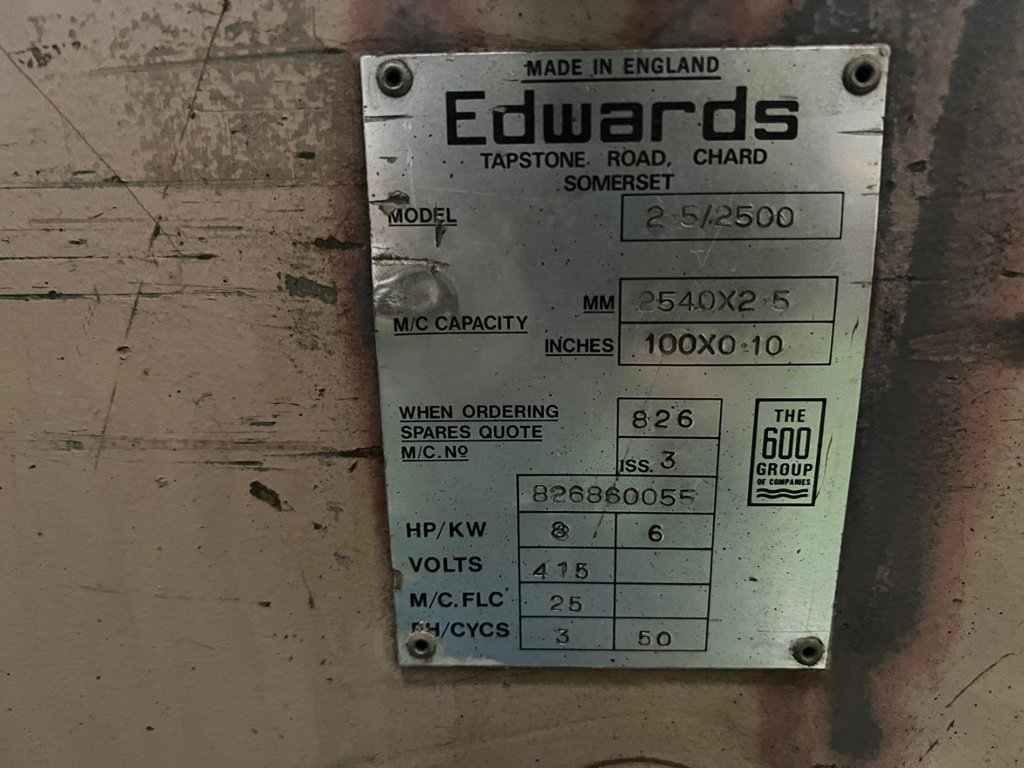 MADE IN ENGLAND
Edwards
TAPSTONE ROAD, CHARD
SOMERSET
MODEL 2.5/2500
MM 2540X2.5
M/C CAPACITY
INCHES 100X0.10
WHEN ORDERING
SPARES QUOTE
M/C.Nº
826
ISS. 3
826860055
THE
600
GROUP
OF COMPANIES
HP/KW 8 6
VOLTS 415
M/C.FLC 25
PH/CYCS 3 50